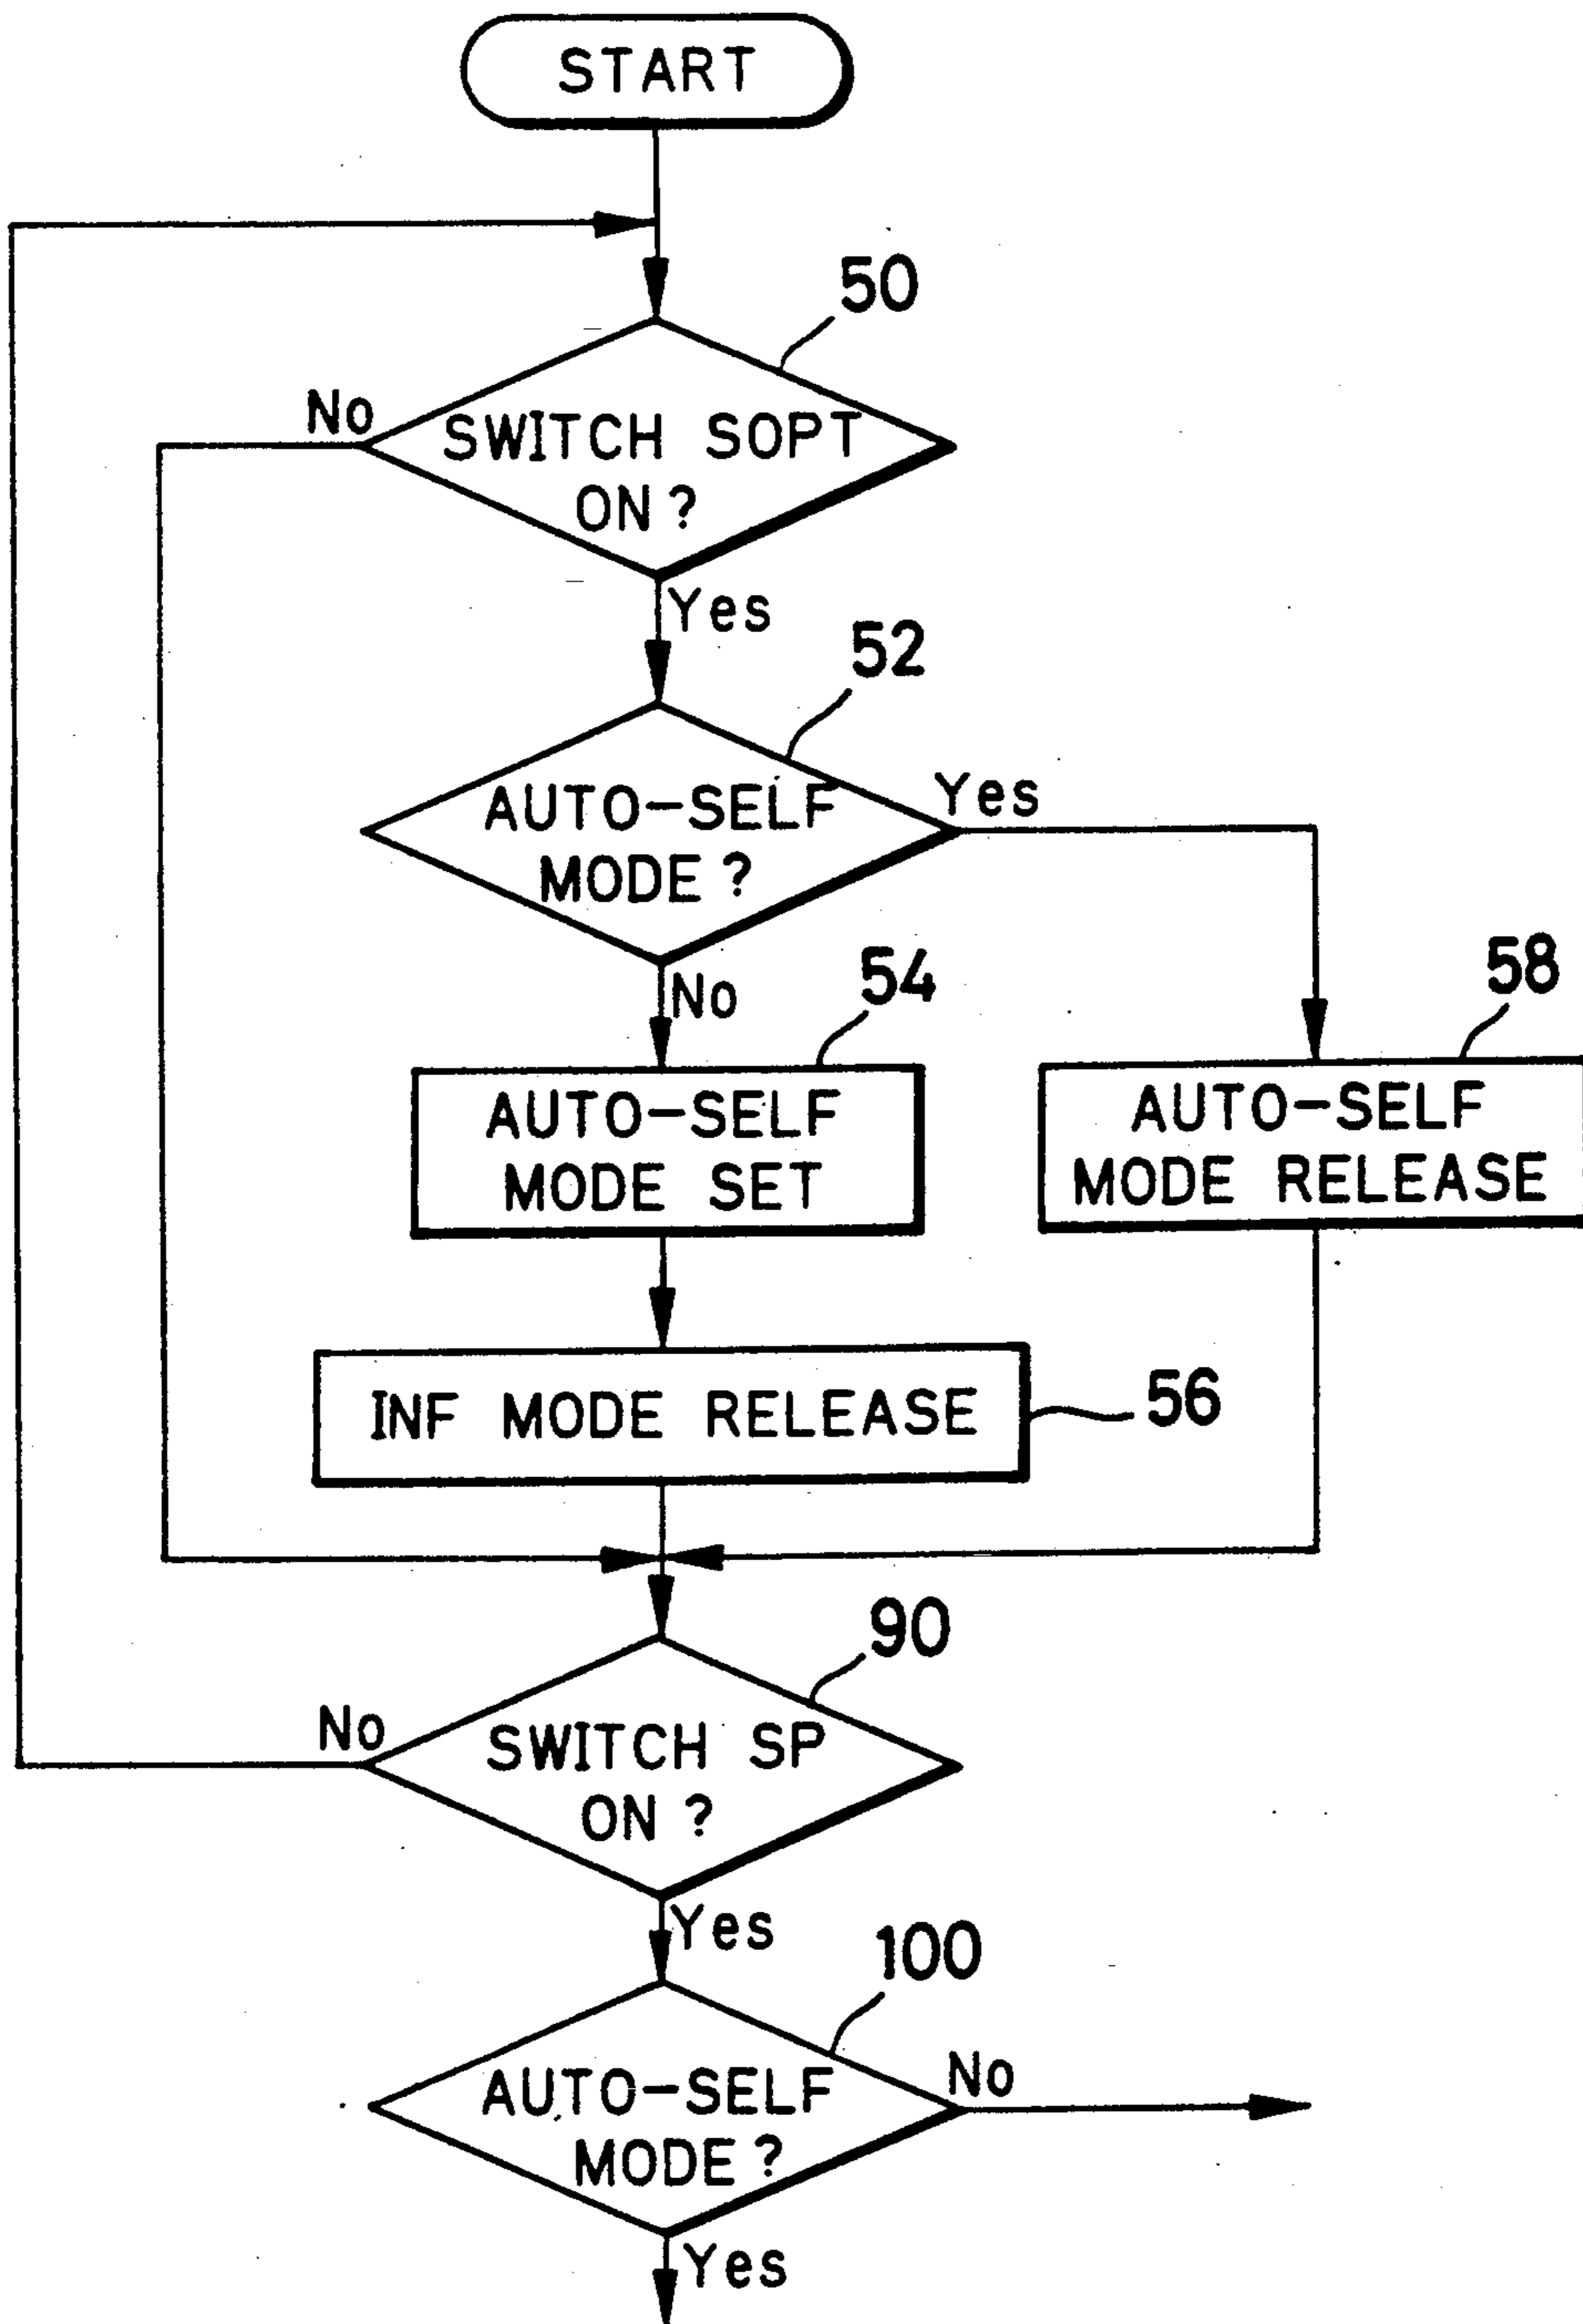 START
50
No
SWITCH SOPT
ON ?
Yes
52
AUTO-SELF
MODE ?
Yes
No
54
58
AUTO-SELF
MODE SET
AUTO-SELF
MODE RELEASE
INF MODE RELEASE
56
90
No
SWITCH SP
ON ?
Yes
100
AUTO-SELF
MODE ?
No
Yes